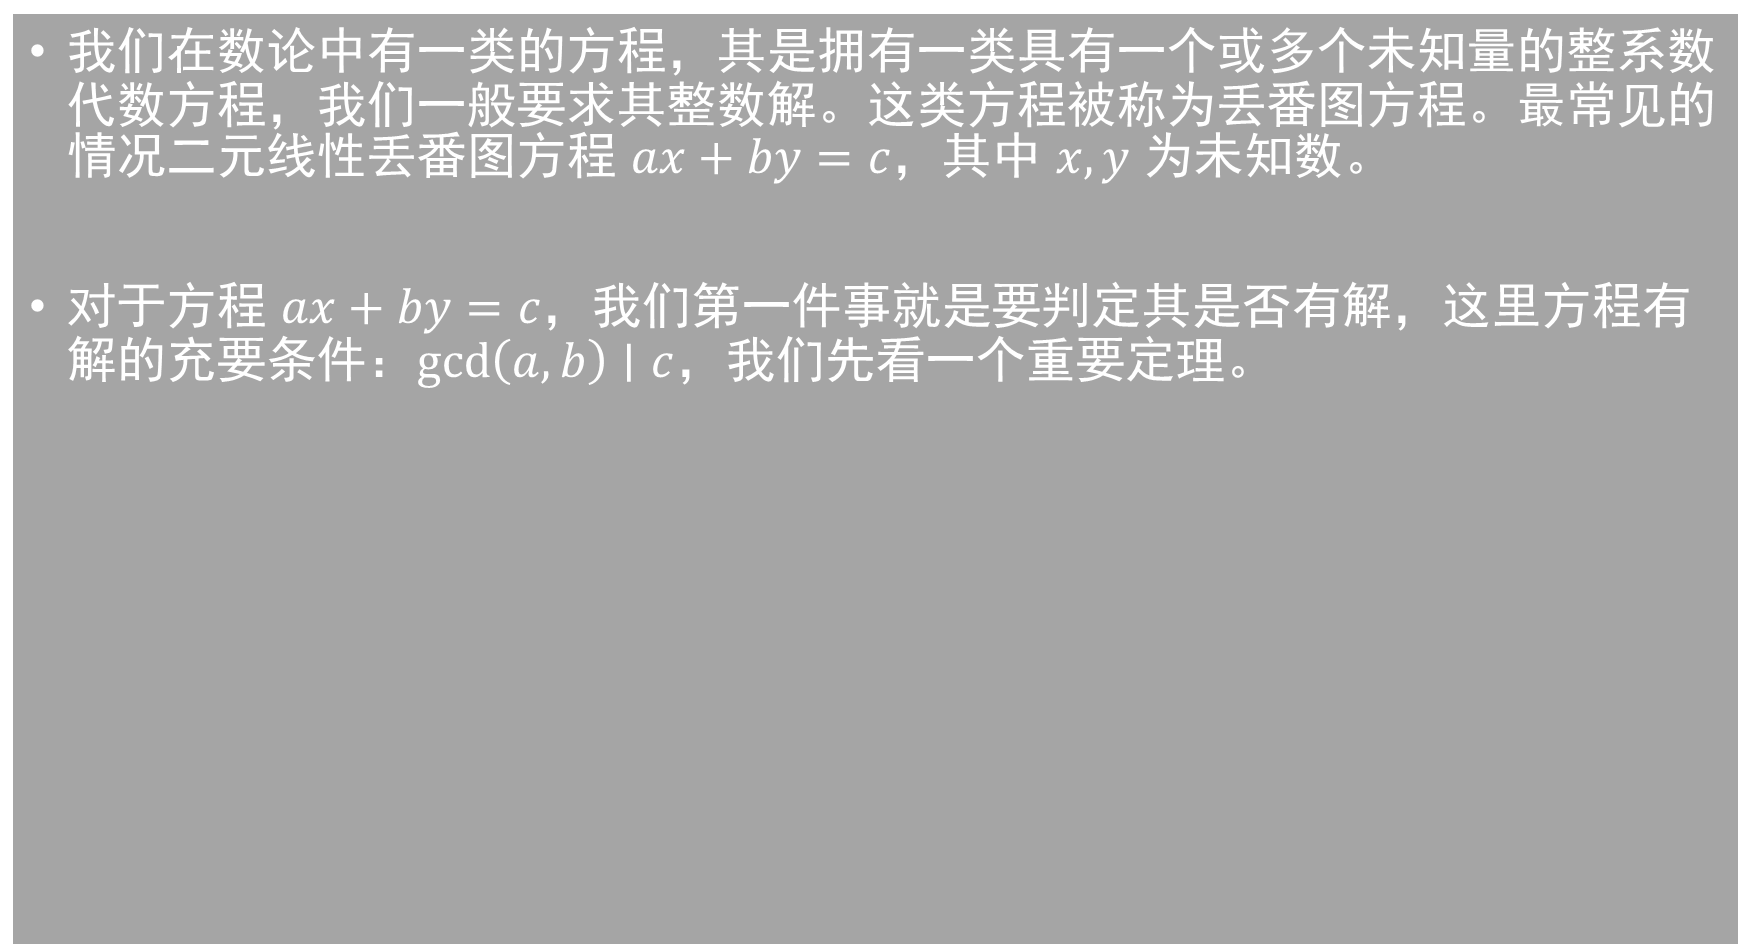 • 我们在数论中有一类的方程，其是拥有一类具有一个或多个未知量的整系数
代数方程，我们一般要求其整数解。这类方程被称为丢番图方程。最常见的
情况二元线性丢番图方程 ax + by = c，其中 x, y 为未知数。
• 对于方程 ax + by = c，我们第一件事就是要判定其是否有解，这里方程有
解的充要条件：gcd(a, b) | c，我们先看一个重要定理。